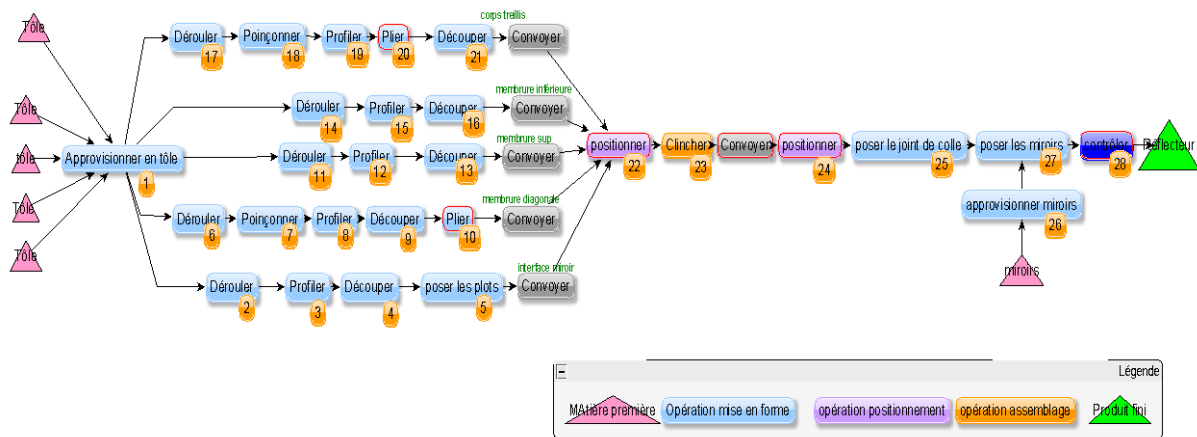 Tôle
corps treillis
Dérouler
17
Poinçonner
18
Profiler
19
Plier
20
Découper
21
Convoyer
Tôle
membrure inférieure
Dérouler
14
Profiler
15
Découper
16
Convoyer
tôle
Approvisionner en tôle
1
membrure sup
Dérouler
11
Profiler
12
Découper
13
Convoyer
positionner
22
Clincher
23
Convoyer
positionner
24
poser le joint de colle
25
poser les miroirs
27
contrôler
28
Réflecteur
Tôle
membrure diagonale
Dérouler
6
Poinçonner
7
Profiler
8
Découper
9
Plier
10
Convoyer
approvisionner miroirs
26
miroirs
Tôle
interface miroir
Dérouler
2
Profiler
3
Découper
4
poser les plots
5
Convoyer
Légende
MAtière première
Opération mise en forme
opération positionnement
opération assemblage
Produit fini